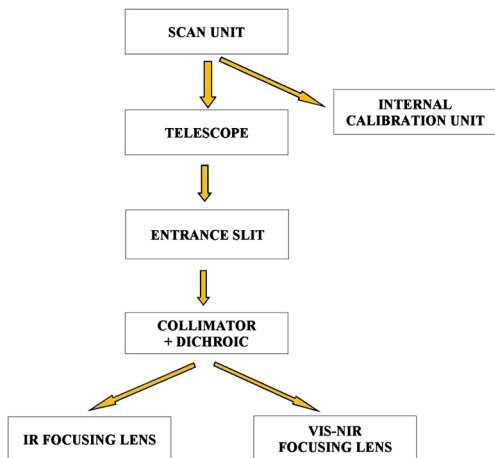 SCAN UNIT
INTERNAL
CALIBRATION UNIT
TELESCOPE
ENTRANCE SLIT
COLLIMATOR
+ DICHROIC
IR FOCUSING LENS
VIS-NIR
FOCUSING LENS